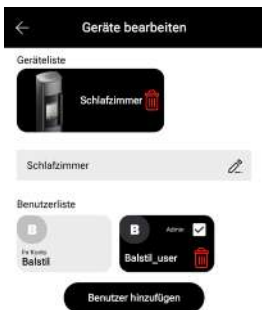 Geräte bearbeiten
Geräteliste
Schlafzimmer
Schlafzimmer
Benutzerliste
B
Balstil
B Admin
Balstil_user
Benutzer hinzufügen